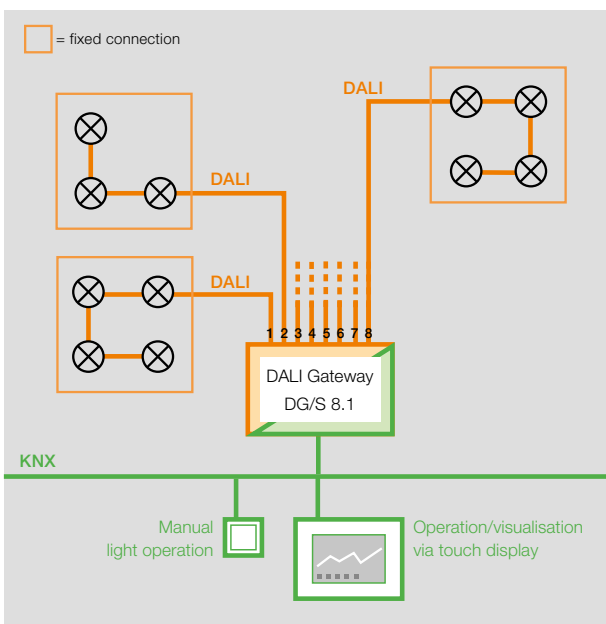 = fixed connection
DALI
DALI
DALI
1 2 3 4 5 6 7 8
DALI Gateway
DG/S 8.1
KNX
Manual
light operation
Operation/visualisation
via touch display